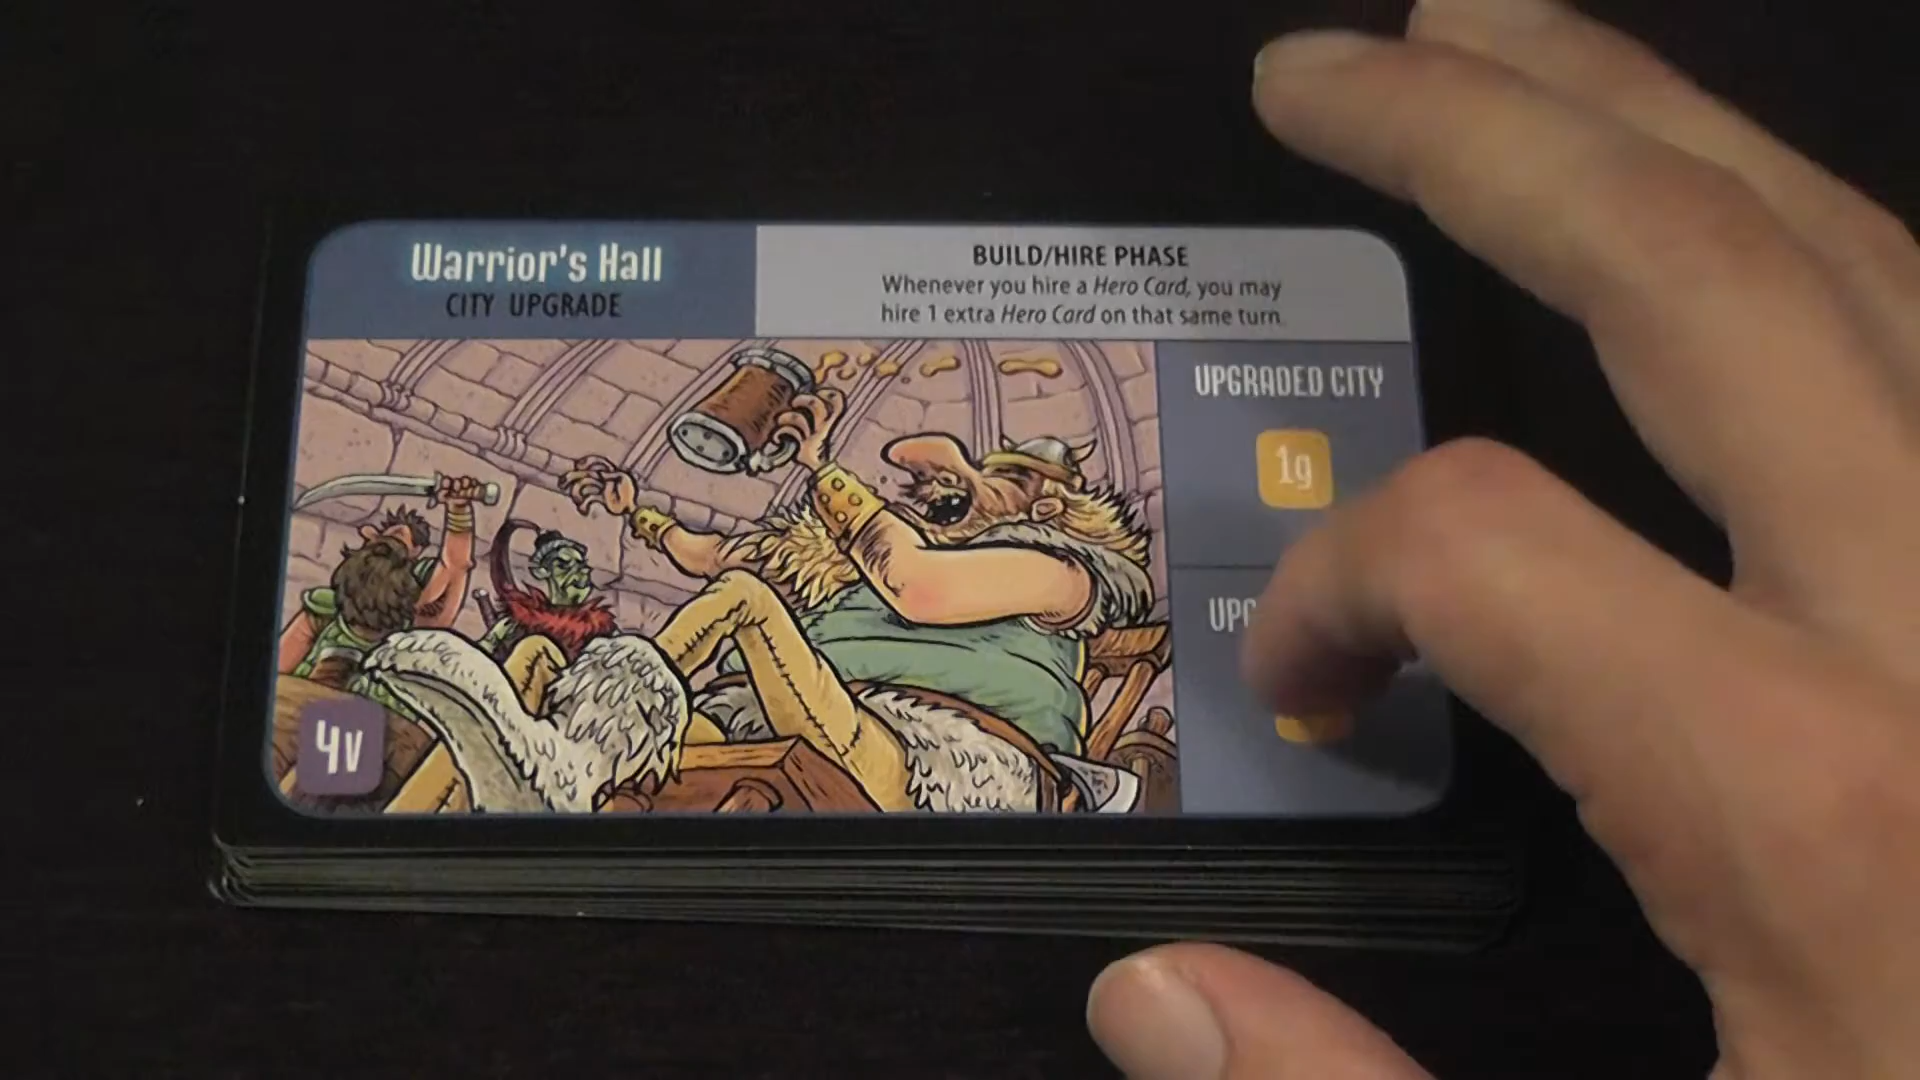 Warrior's Hall
CITY UPGRADE
BUILD/HIRE PHASE
Whenever you hire a Hero Card, you may
hire 1 extra Hero Card on that same turn.
UPGRADED CITY
1g
4v